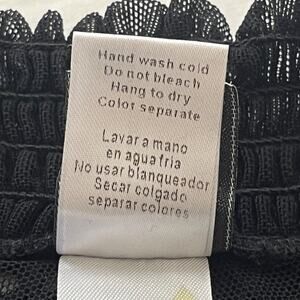 Hand wash cold
Do not bleach
Hang to dry
Color separate
Lavar a mano
en agua fria
No usar blanqueador
Secar colgado
separar colores